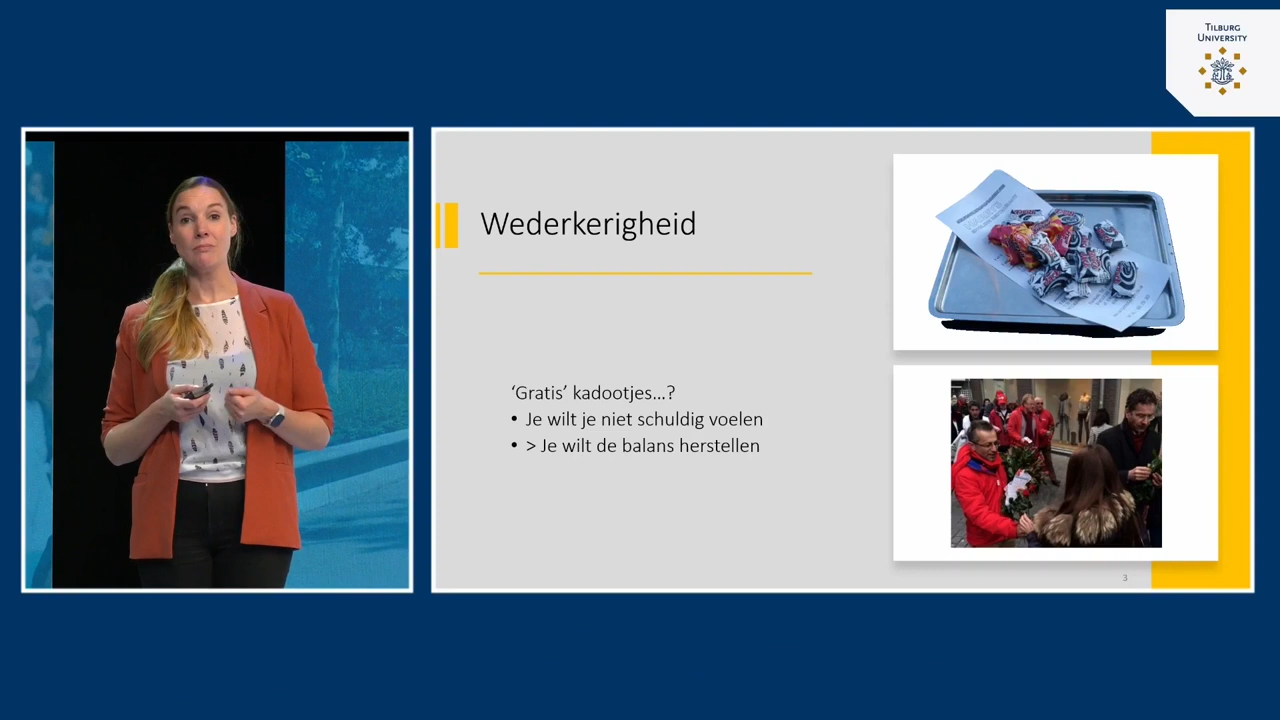 TILBURG
UNIVERSITY
Wederkerigheid
‘Gratis’ kadootjes...?
• Je wilt je niet schuldig voelen
• > Je wilt de balans herstellen
3